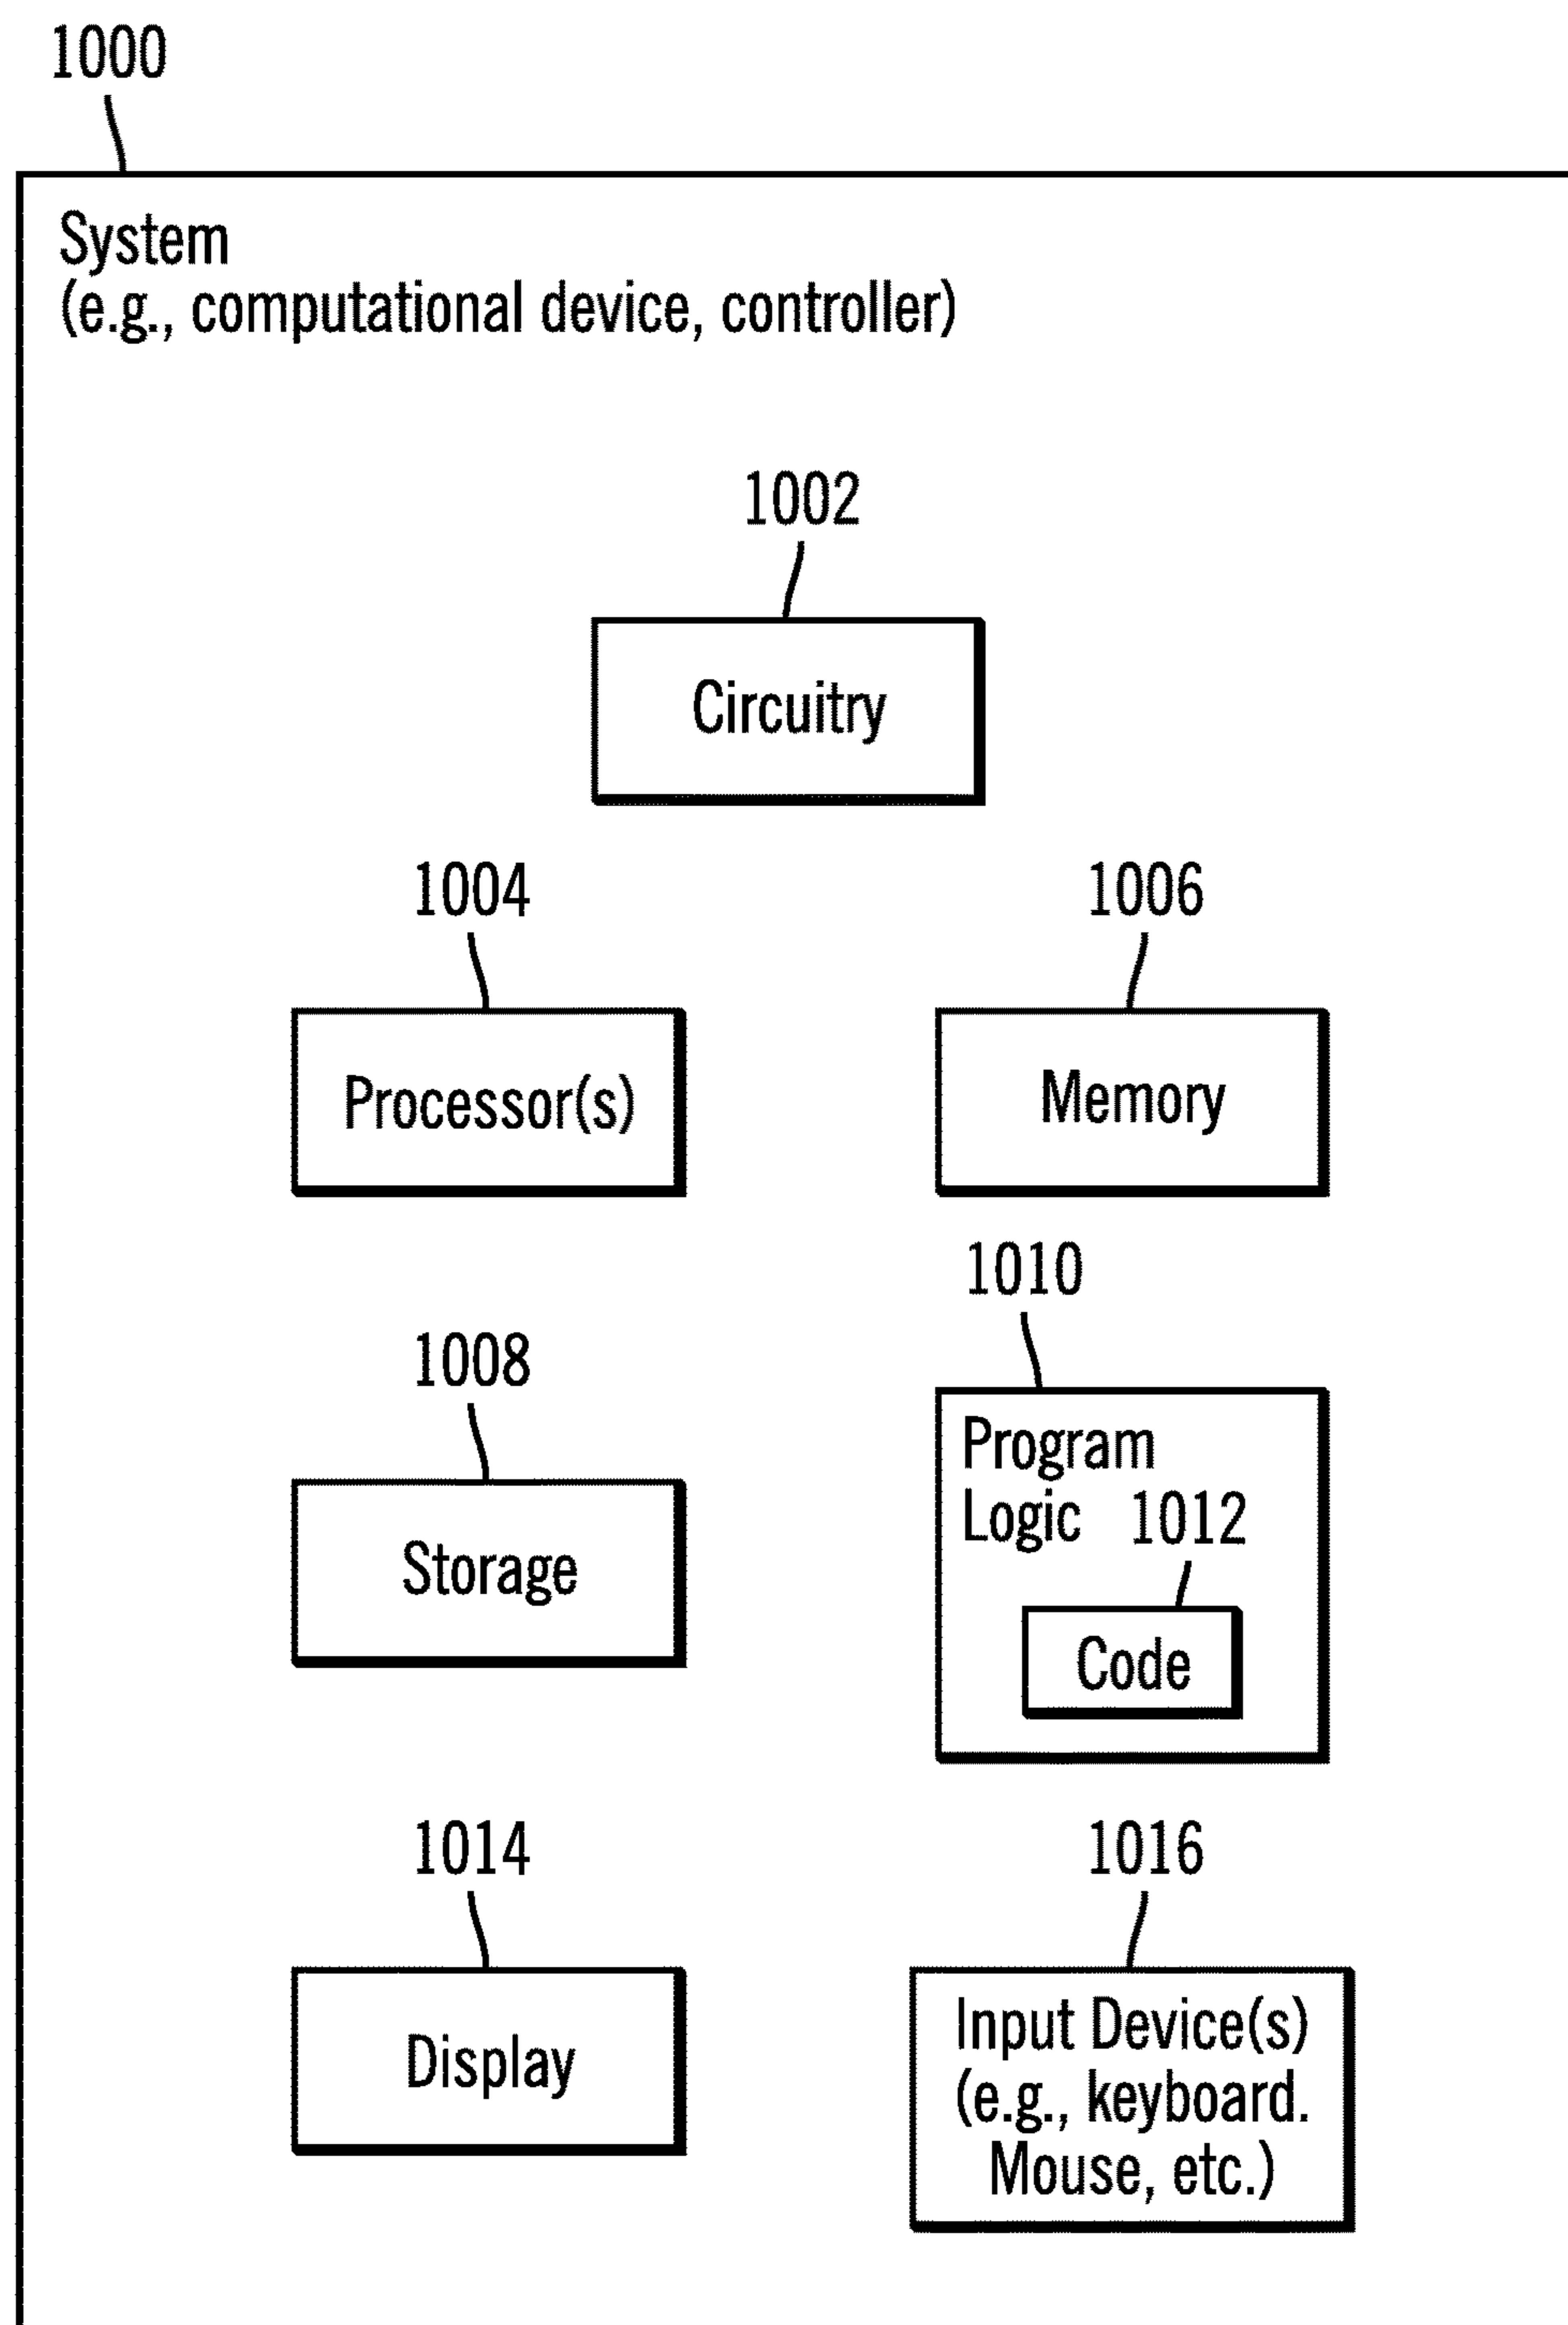 1000
System
(e.g., computational device, controller)
1002
Circuitry
1004
1006
Processor(s)
Memory
1010
1008
Program
Logic 1012
Storage
Code
1014
1016
Display
Input Device(s)
(e.g., keyboard.
Mouse, etc.)